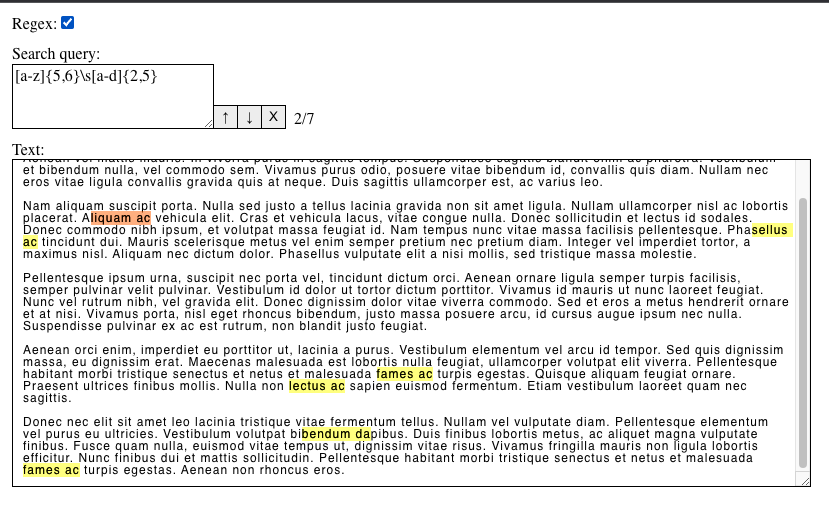 Regex:
Search query:
[a-z]{5,6}\s[a-d]{2,5}
↑ ↓ X 2/7
Text:
Aenean vel mattis mauris. In viverra purus in sagittis tempus. Suspendisse sagittis blandit enim ac pharetra. Vestibulum
et bibendum nulla, vel commodo sem. Vivamus purus odio, posuere vitae bibendum id, convallis quis diam. Nullam nec
eros vitae ligula convallis gravida quis at neque. Duis sagittis ullamcorper est, ac varius leo.
Nam aliquam suscipit porta. Nulla sed justo a tellus lacinia gravida non sit amet ligula. Nullam ullamcorper nisl ac lobortis
placerat. Aliquam ac vehicula elit. Cras et vehicula lacus, vitae congue nulla. Donec sollicitudin et lectus id sodales.
Donec commodo nibh ipsum, et volutpat massa feugiat id. Nam tempus nunc vitae massa facilisis pellentesque. Phasellus
ac tincidunt dui. Mauris scelerisque metus vel enim semper pretium nec pretium diam. Integer vel imperdiet tortor, a
maximus nisl. Aliquam nec dictum dolor. Phasellus vulputate elit a nisi mollis, sed tristique massa molestie.
Pellentesque ipsum urna, suscipit nec porta vel, tincidunt dictum orci. Aenean ornare ligula semper turpis facilisis,
semper pulvinar velit pulvinar. Vestibulum id dolor ut tortor dictum porttitor. Vivamus id mauris ut nunc laoreet feugiat.
Nunc vel rutrum nibh, vel gravida elit. Donec dignissim dolor vitae viverra commodo. Sed et eros a metus hendrerit ornare
et at nisi. Vivamus porta, nisl eget rhoncus bibendum, justo massa posuere arcu, id cursus augue ipsum nec nulla.
Suspendisse pulvinar ex ac est rutrum, non blandit justo feugiat.
Aenean orci enim, imperdiet eu porttitor ut, lacinia a purus. Vestibulum elementum vel arcu id tempor. Sed quis dignissim
massa, eu dignissim erat. Maecenas malesuada est lobortis nulla feugiat, ullamcorper volutpat elit viverra. Pellentesque
habitant morbi tristique senectus et netus et malesuada fames ac turpis egestas. Quisque aliquam feugiat ornare.
Praesent ultrices finibus mollis. Nulla non lectus ac sapien euismod fermentum. Etiam vestibulum laoreet quam nec
sagittis.
Donec nec elit sit amet leo lacinia tristique vitae fermentum tellus. Nullam vel vulputate diam. Pellentesque elementum
vel purus eu ultricies. Vestibulum volutpat bibendum dapibus. Duis finibus lobortis metus, ac aliquet magna vulputate
finibus. Fusce quam nulla, euismod vitae tempus ut, dignissim vitae risus. Vivamus fringilla mauris non ligula lobortis
efficitur. Nunc finibus dui et mattis sollicitudin. Pellentesque habitant morbi tristique senectus et netus et malesuada
fames ac turpis egestas. Aenean non rhoncus eros.